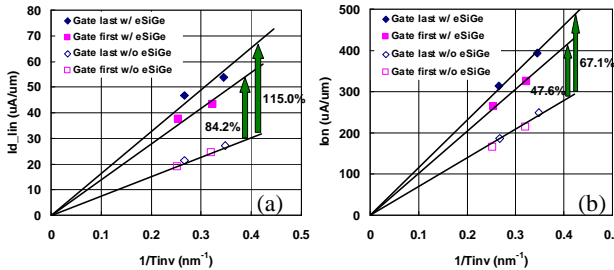 80
70
60
50
40
30
20
10
0
Id_lin (uA/um)
Gate last w/ eSiGe
Gate first w/ eSiGe
Gate last w/o eSiGe
Gate first w/o eSiGe
84.2%
115.0%
(a)
0 0.1 0.2 0.3 0.4 0.5
1/Tinv (nm-1)
500
400
300
200
100
0
Ion (uA/um)
Gate last w/ eSiGe
Gate first w/ eSiGe
Gate last w/o eSiGe
Gate first w/o eSiGe
67.1%
47.6%
(b)
0 0.1 0.2 0.3 0.4 0.5
1/Tinv (nm-1)